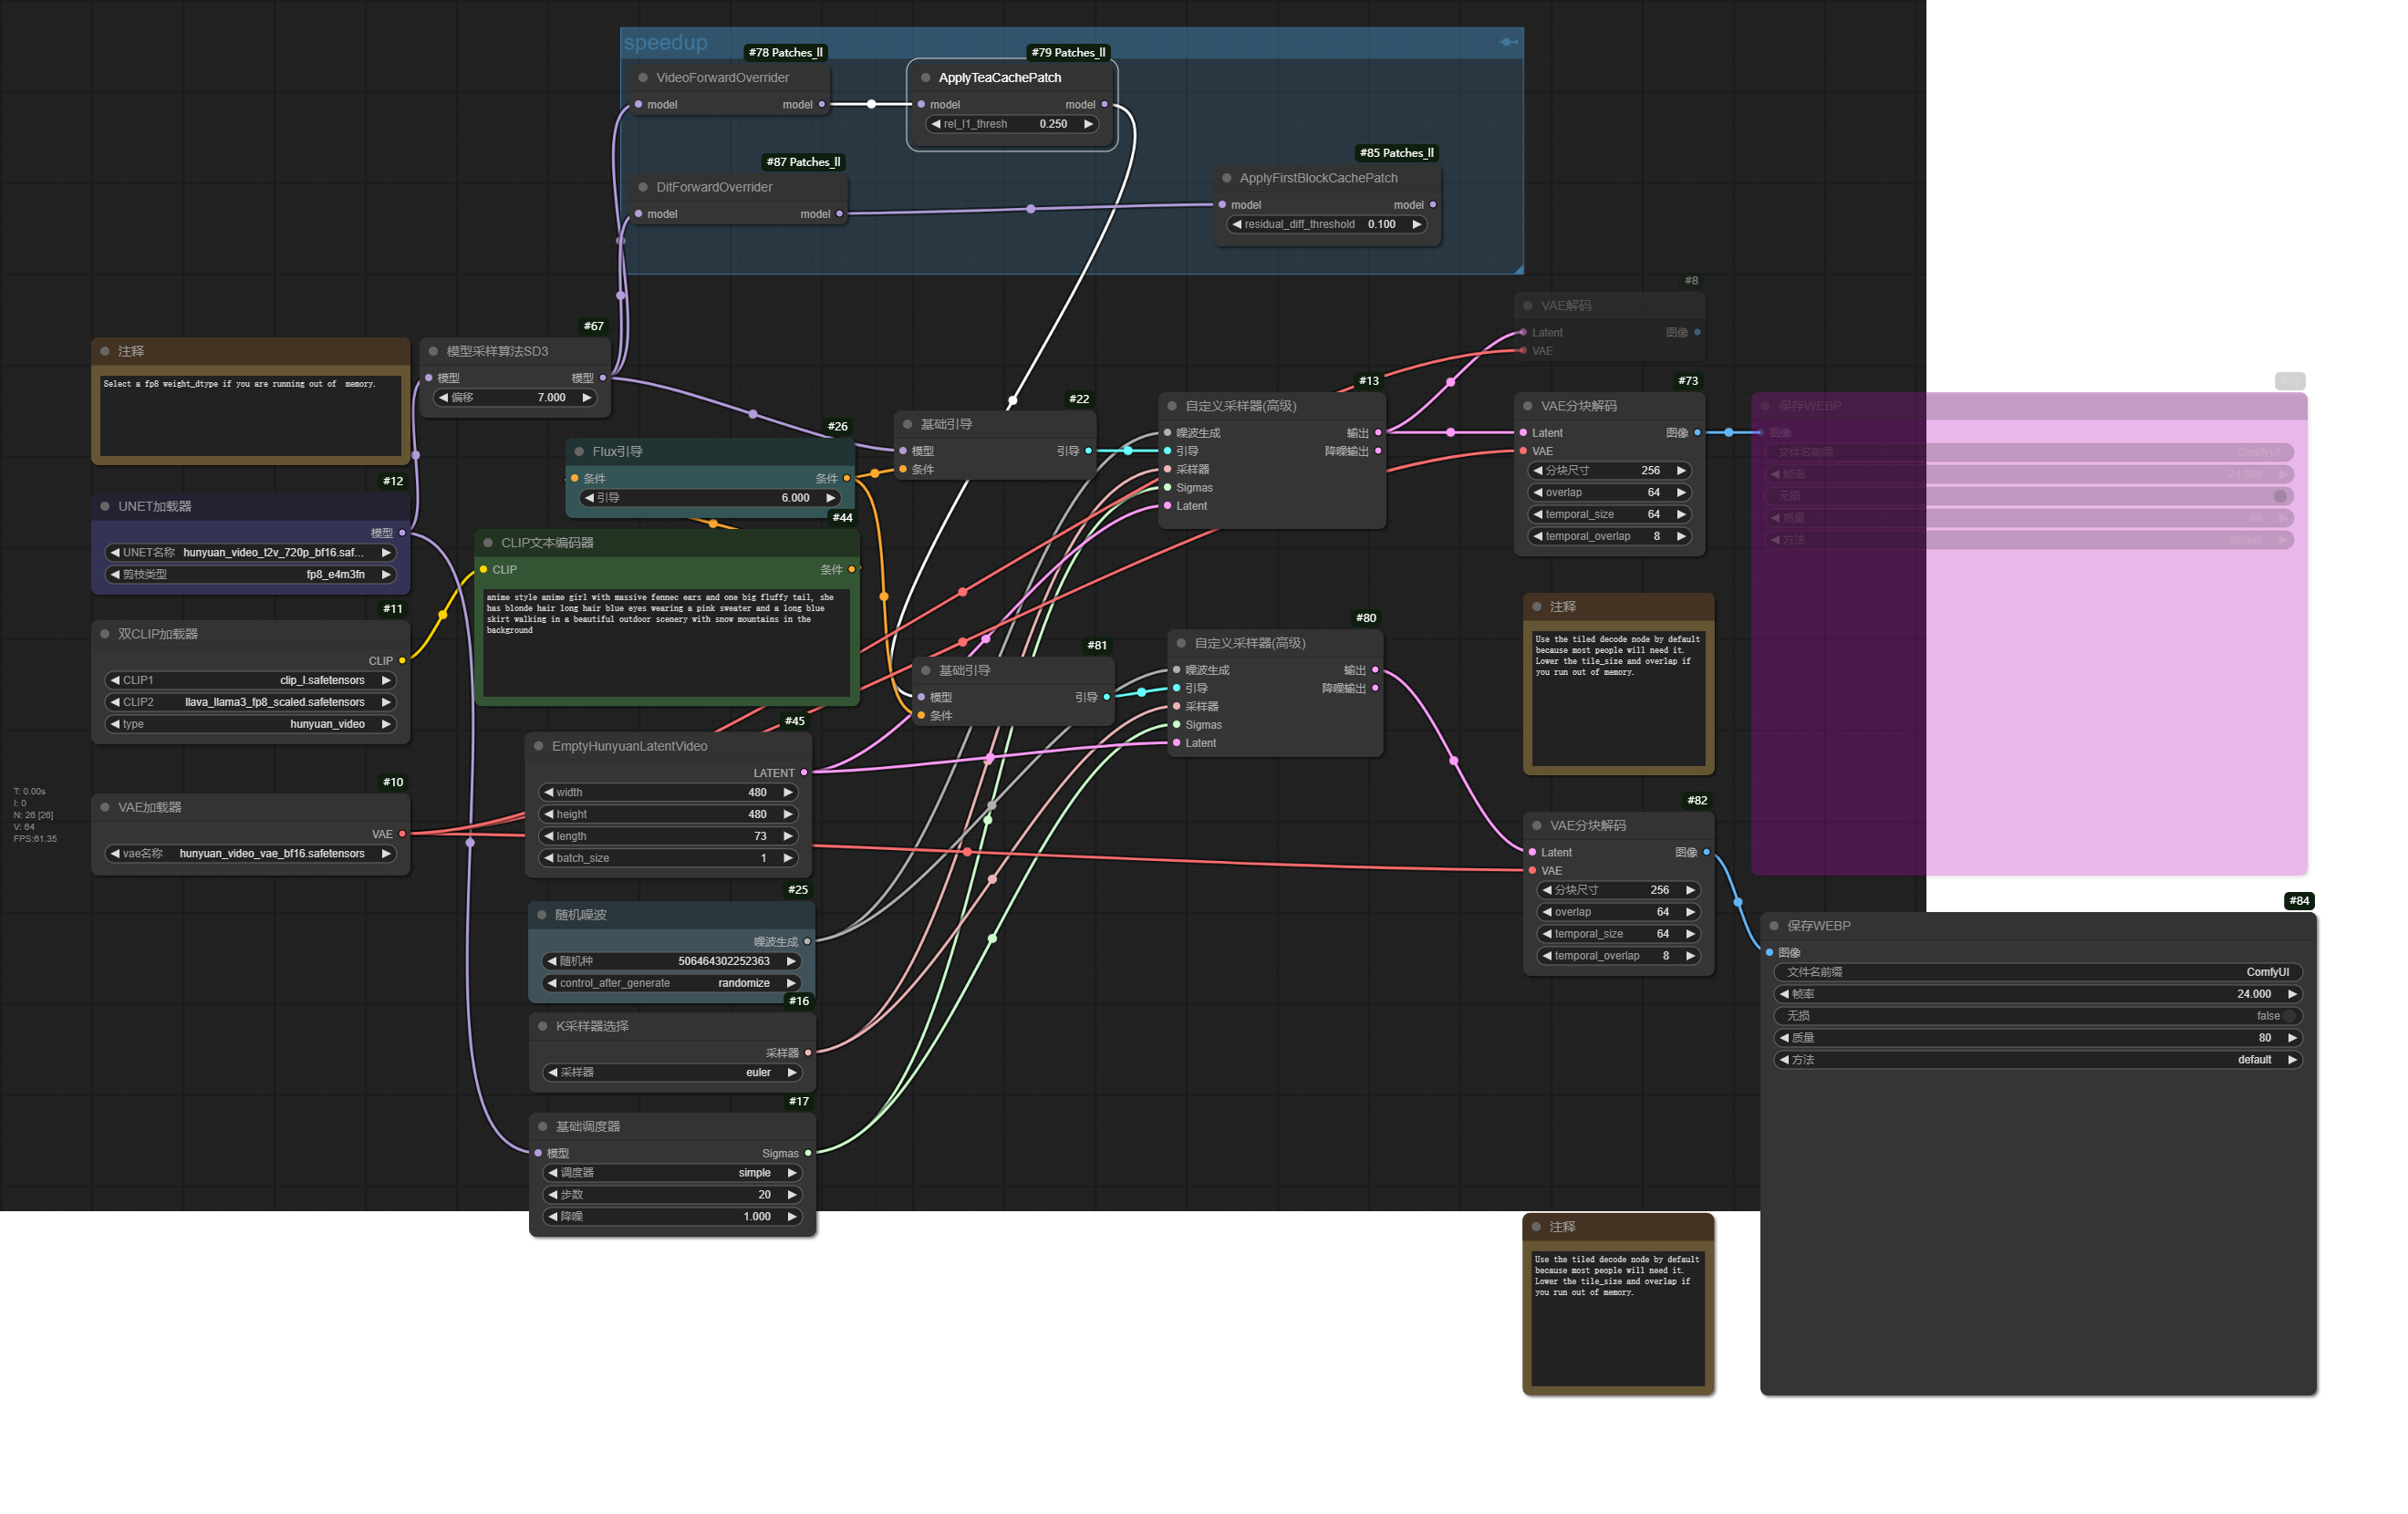 speedup
#78 Patches_ll
VideoForwardOverrider
model model
#79 Patches_ll
ApplyTeaCachePatch
model model
rel_l1_thresh 0.250
#87 Patches_ll
DitForwardOverrider
model model
#85 Patches_ll
ApplyFirstBlockCachePatch
model model
residual_diff_threshold 0.100
#8
VAE解码
Latent 图像
VAE
注释
Select a fp8 weight_dtype if you are running out of memory.
#67
模型采样算法SD3
模型 模型
偏移 7.000
#26
Flux引导
条件 条件
引导 6.000
#22
基础引导
模型 引导
条件
#13
自定义采样器(高级)
噪波生成 输出
引导 降噪输出
采样器
Sigmas
Latent
#73
VAE分块解码
Latent 图像
VAE
分块尺寸 256
overlap 64
temporal_size 64
temporal_overlap 8
保存WEBP
图像
文件名前缀 ComfyUI
帧率 24.000
无损
质量 80
方法 default
#12
UNET加载器
模型
UNET名称 hunyuan_video_t2v_720p_bf16.saf...
剪枝类型 fp8_e4m3fn
#44
CLIP文本编码器
CLIP 条件
anime style anime girl with massive fennec ears and one big fluffy tail, she
has blonde hair long hair blue eyes wearing a pink sweater and a long blue
skirt walking in a beautiful outdoor scenery with snow mountains in the
background
#11
双CLIP加载器
CLIP
CLIP1 clip_l.safetensors
CLIP2 llava_llama3_fp8_scaled.safetensors
type hunyuan_video
注释
Use the tiled decode node by default
because most people will need it.
Lower the tile_size and overlap if
you run out of memory.
#81
基础引导
模型 引导
条件
#80
自定义采样器(高级)
噪波生成 输出
引导 降噪输出
采样器
Sigmas
Latent
#45
EmptyHunyuanLatentVideo
LATENT
width 480
height 480
length 73
batch_size 1
T: 0.00s
I: 0
N: 26 [26]
V: 64
FPS:61.35
#10
VAE加载器
VAE
vae名称 hunyuan_video_vae_bf16.safetensors
#82
VAE分块解码
Latent 图像
VAE
分块尺寸 256
overlap 64
temporal_size 64
temporal_overlap 8
#25
随机噪波
噪波生成
随机种 506464302252363
control_after_generate randomize
#84
保存WEBP
图像
文件名前缀 ComfyUI
帧率 24.000
无损 false
质量 80
方法 default
#16
K采样器选择
采样器
采样器 euler
#17
基础调度器
模型 Sigmas
调度器 simple
步数 20
降噪 1.000
注释
Use the tiled decode node by default
because most people will need it.
Lower the tile_size and overlap if
you run out of memory.